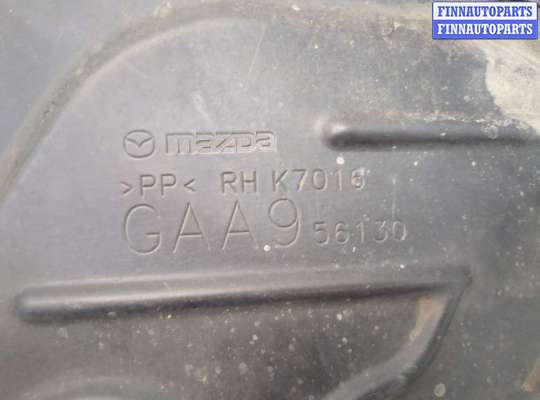 FINNAUTOPARTS
FINNAUTOPARTS
mazda
>PP< RH K7016
GAA9 56130